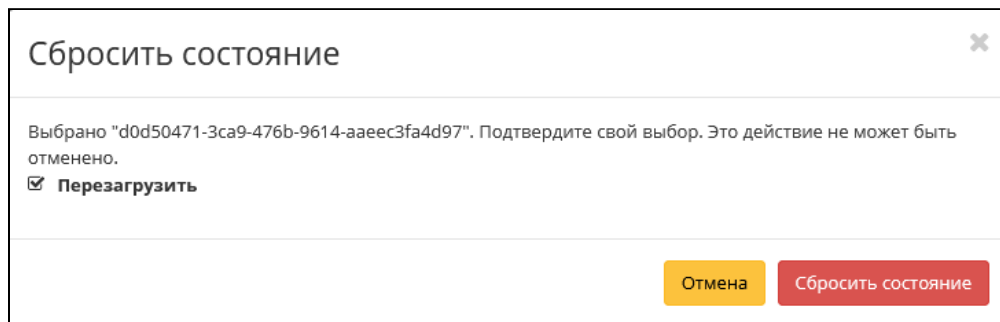 Сбросить состояние
Выбрано "d0d50471-3ca9-476b-9614-aaeec3fa4d97". Подтвердите свой выбор. Это действие не может быть
отменено.
Перезагрузить
Отмена
Сбросить состояние